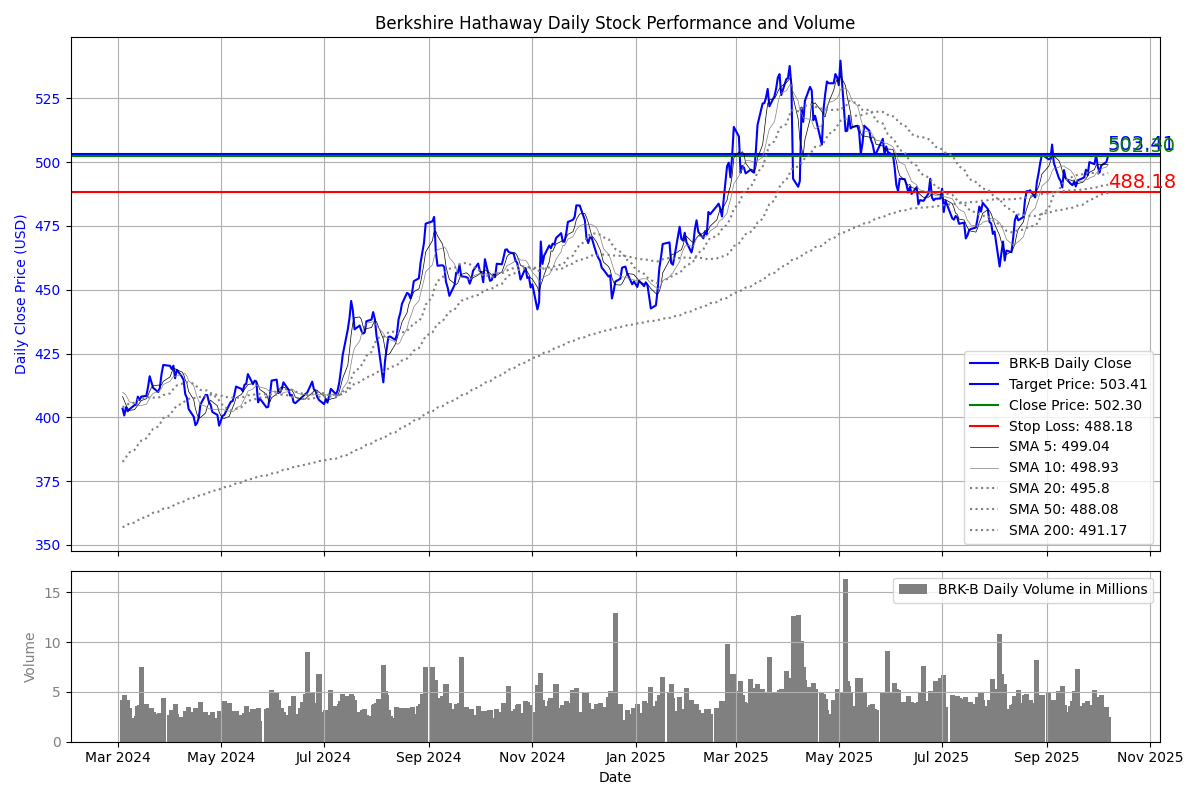 Berkshire Hathaway Daily Stock Performance and Volume
Daily Close Price (USD)
525
500
475
450
425
400
375
350
503.41
502.30
488.18
BRK-B Daily Close
Target Price: 503.41
Close Price: 502.30
Stop Loss: 488.18
SMA 5: 499.04
SMA 10: 498.93
SMA 20: 495.8
SMA 50: 488.08
SMA 200: 491.17
Volume
15
10
5
0
BRK-B Daily Volume in Millions
Mar 2024 May 2024 Jul 2024 Sep 2024 Nov 2024 Jan 2025 Mar 2025 May 2025 Jul 2025 Sep 2025 Nov 2025
Date